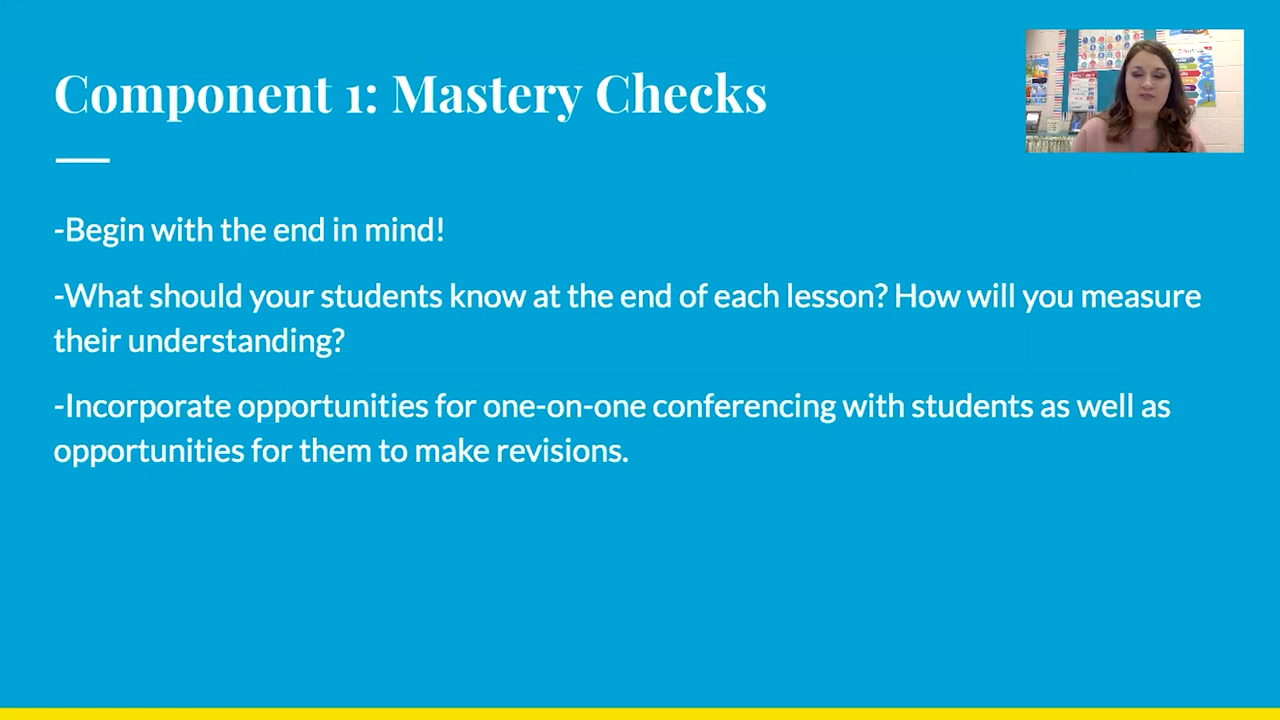 Component 1: Mastery Checks
-Begin with the end in mind!
-What should your students know at the end of each lesson? How will you measure
their understanding?
-Incorporate opportunities for one-on-one conferencing with students as well as
opportunities for them to make revisions.